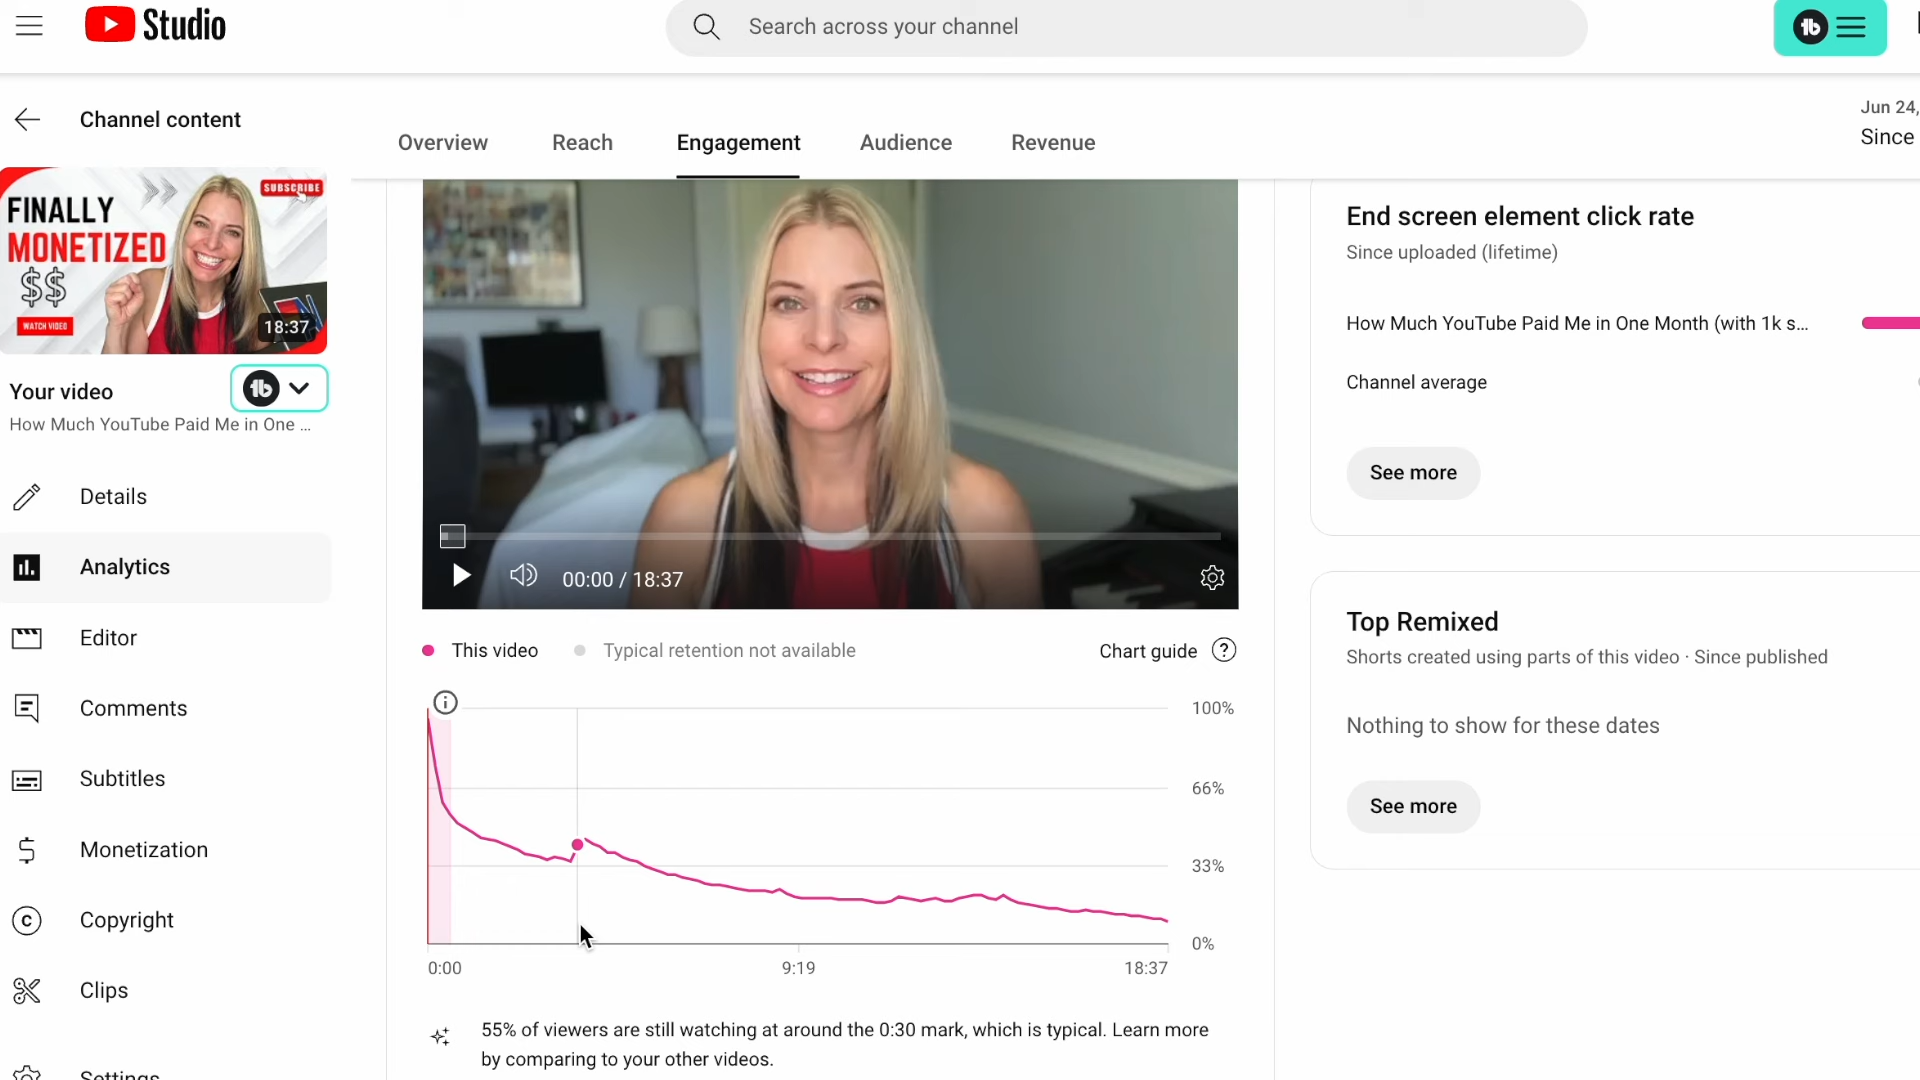 Studio
Search across your channel
Channel content
Overview
Reach
Engagement
Audience
Revenue
Jun 24,
Since
FINALLY
MONETIZED
$$
WATCH VIDEO
SUBSCRIBE
18:37
Your video
How Much YouTube Paid Me in One ...
Details
Analytics
Editor
Comments
Subtitles
Monetization
Copyright
Clips
Settings
00:00 / 18:37
This video
Typical retention not available
Chart guide
100%
66%
33%
0%
0:00
9:19
18:37
55% of viewers are still watching at around the 0:30 mark, which is typical. Learn more
by comparing to your other videos.
End screen element click rate
Since uploaded (lifetime)
How Much YouTube Paid Me in One Month (with 1k s...
Channel average
See more
Top Remixed
Shorts created using parts of this video · Since published
Nothing to show for these dates
See more